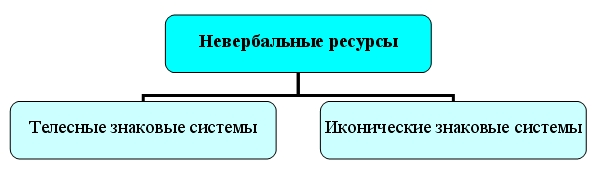 Невербальные ресурсы
Телесные знаковые системы
Иконические знаковые системы